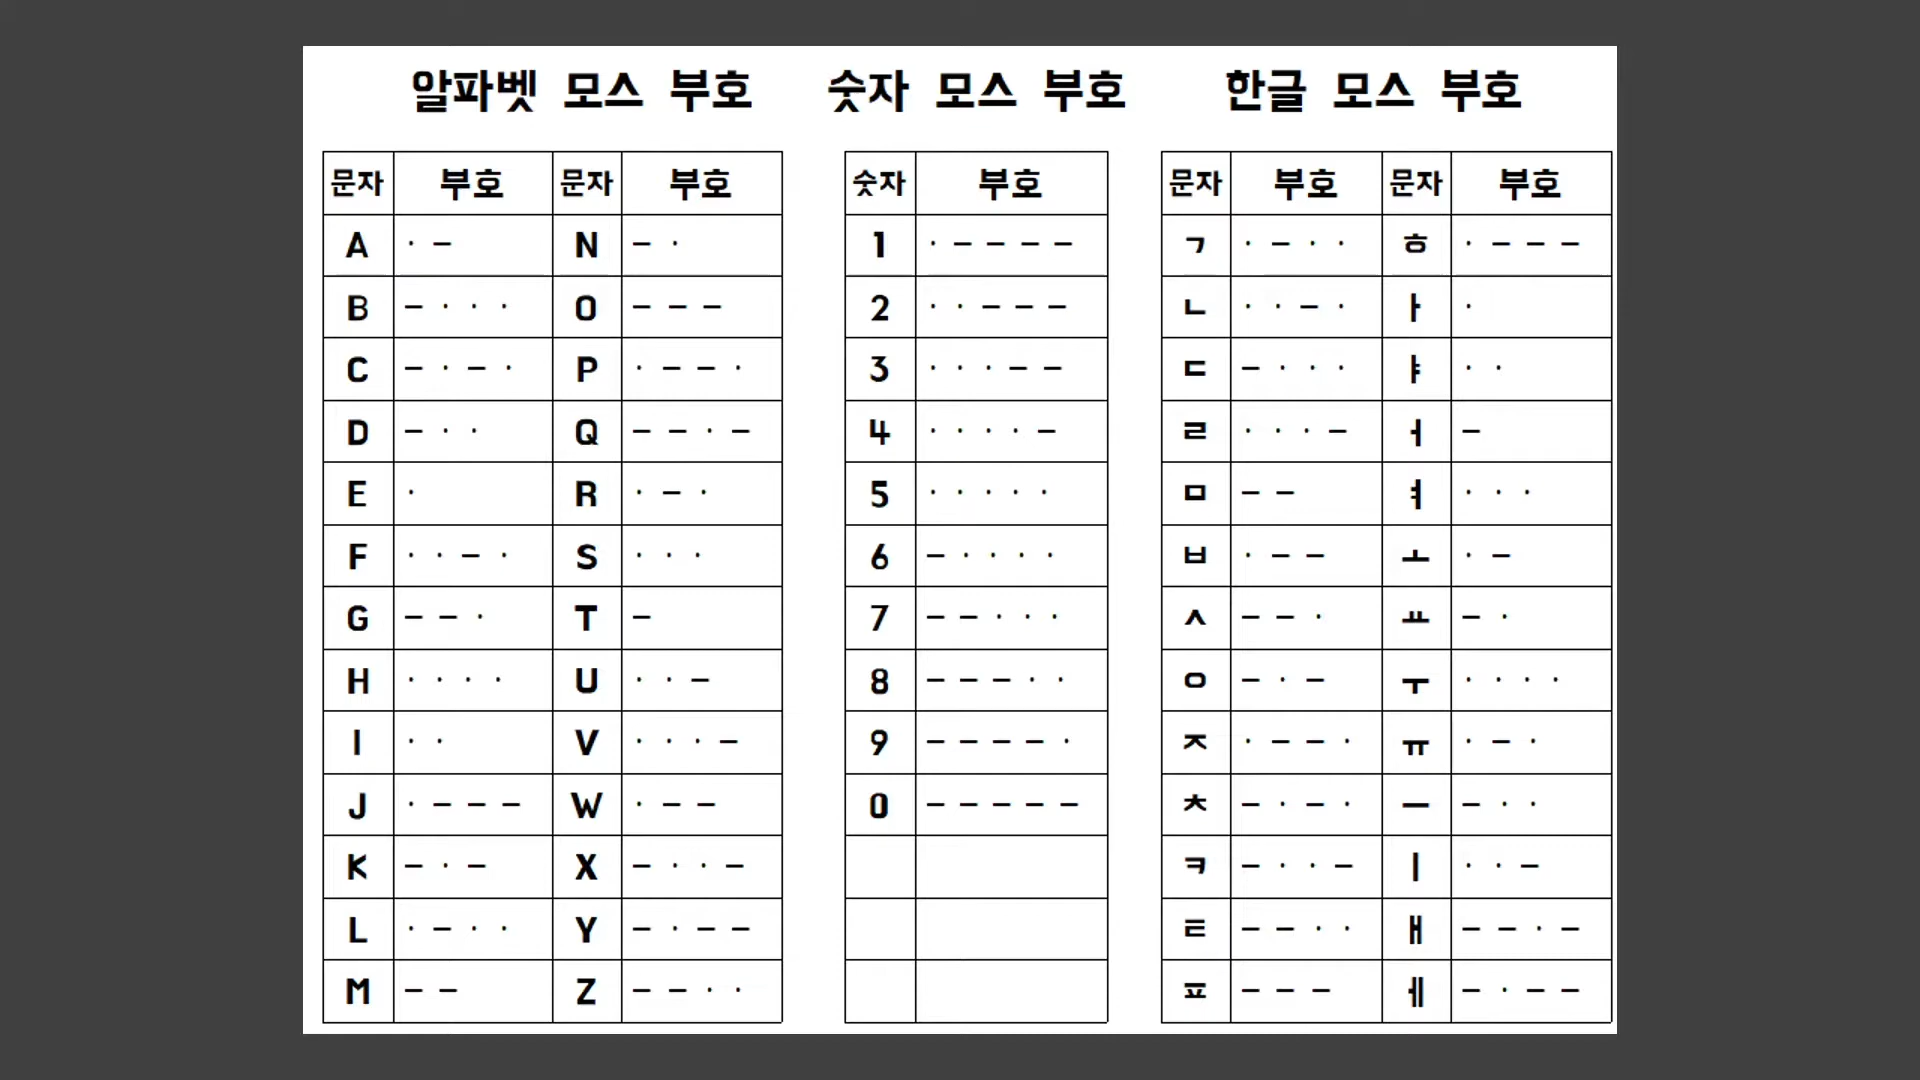 알파벳 모스 부호 숫자 모스 부호 한글 모스 부호
문자 부호 문자 부호 숫자 부호 문자 부호 문자 부호
A · − N − · 1 · − − − − ㄱ · − · · ㅎ · − − −
B − · · · O − − − 2 · · − − − ㄴ · · − · ㅏ ·
C − · − · P · − − · 3 · · · − − ㄷ − · · · ㅑ · ·
D − · · Q − − · − 4 · · · · − ㄹ · · · − ㅓ −
E · R · − · 5 · · · · · ㅁ − − ㅕ · · ·
F · · − · S · · · 6 − · · · · ㅂ · − − ㅗ · −
G − − · T − 7 − − · · · ㅅ − − · ㅛ − ·
H · · · · U · · − 8 − − − · · ㅇ − · − ㅜ · · · ·
I · · V · · · − 9 − − − − · ㅈ · − − · ㅠ · − ·
J · − − − W · − − 0 − − − − − ㅊ − · − · ㅡ − · ·
K − · − X − · · − ㅋ − · · − ㅣ · · −
L · − · · Y − · − − ㅌ − − · · ㅐ − − · −
M − − Z − − · · ㅍ − − − ㅔ − · − −